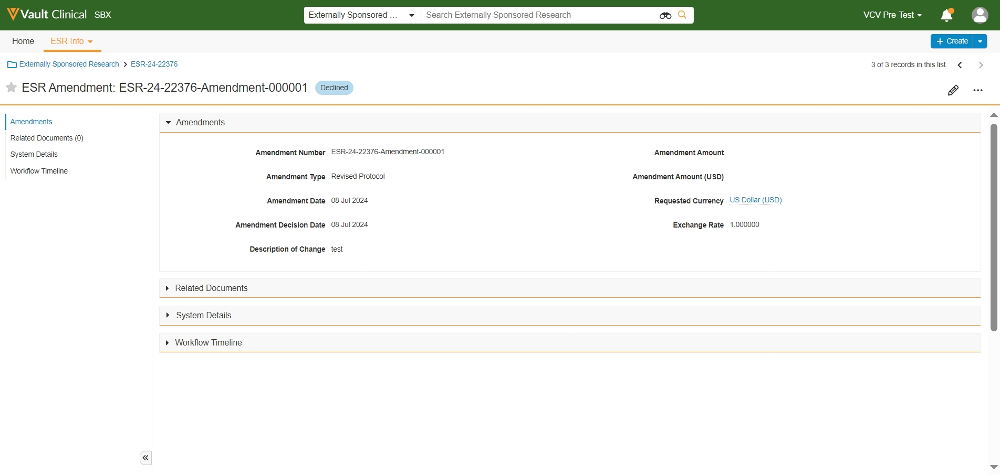 Vault Clinical SBX
Externally Sponsored ...
Search Externally Sponsored Research
VCV Pre-Test
Home
ESR Info
+ Create
Externally Sponsored Research > ESR-24-22376
3 of 3 records in this list
ESR Amendment: ESR-24-22376-Amendment-000001
Declined
Amendments
Related Documents (0)
System Details
Workflow Timeline
Amendments
Amendment Number ESR-24-22376-Amendment-000001
Amendment Amount
Amendment Type Revised Protocol
Amendment Amount (USD)
Amendment Date 08 Jul 2024
Requested Currency US Dollar (USD)
Amendment Decision Date 08 Jul 2024
Exchange Rate 1.000000
Description of Change test
Related Documents
System Details
Workflow Timeline